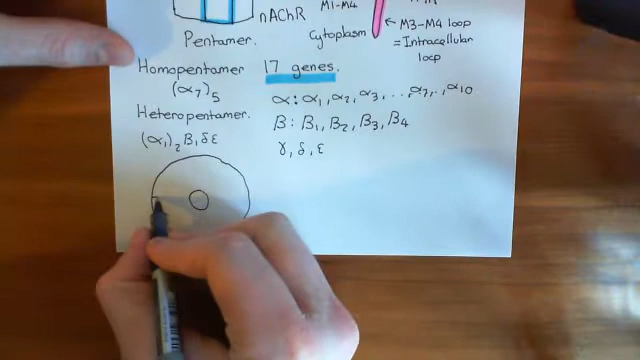 nAChR
M1-M4
Cytoplasm
M3-M4 loop
= Intracellular
loop
Pentamer.
Homopentamer
(α₇)₅
Heteropentamer.
(α₁)₂ β₁δε
17 genes.
α: α₁,α₂,α₃,..,α₇,..,α₁₀
β: β₁, β₂, β₃, β₄
γ, δ, ε